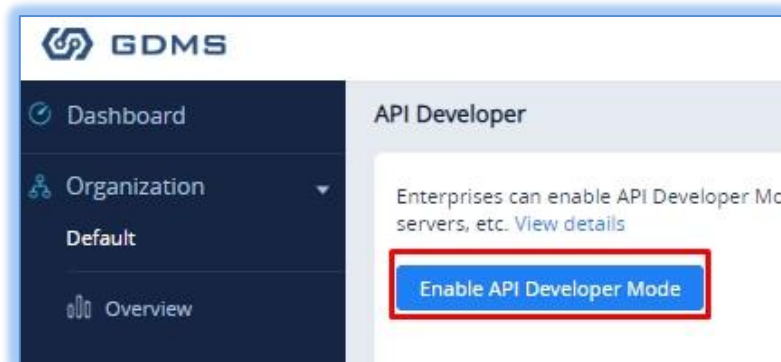 GDMS
Dashboard
Organization
Default
Overview
API Developer
Enterprises can enable API Developer
servers, etc. View details
Enable API Developer Mode